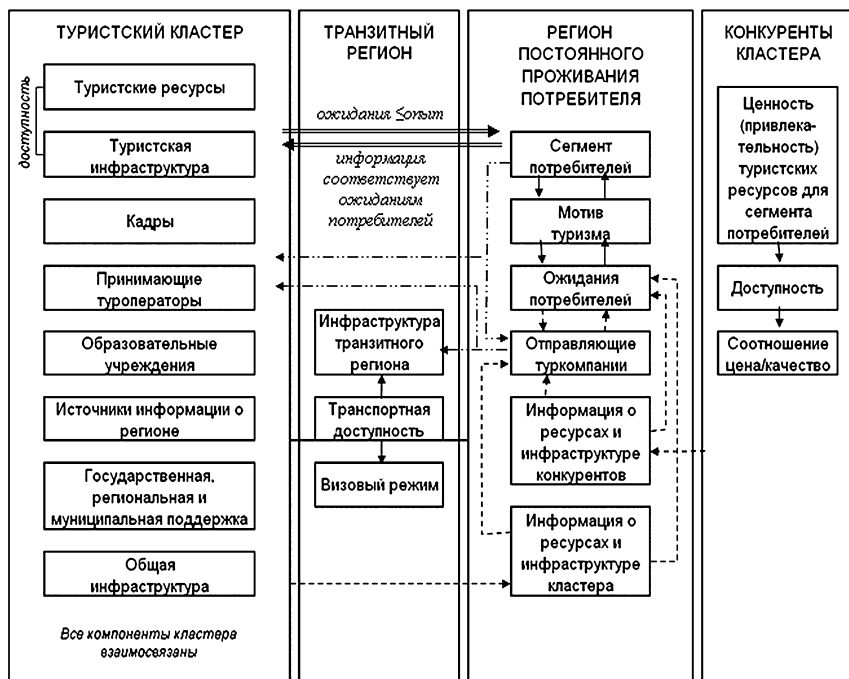 ТУРИСТСКИЙ КЛАСТЕР
доступность
Туристские ресурсы
Туристская
инфраструктура
Кадры
Принимающие
туроператоры
Образовательные
учреждения
Источники информации о
регионе
Государственная,
региональная и
муниципальная поддержка
Общая
инфраструктура
Все компоненты кластера
взаимосвязаны
ТРАНЗИТНЫЙ
РЕГИОН
ожидания ≤опыт
информация
соответствует
ожиданиям
потребителей
Инфраструктура
транзитного
региона
Транспортная
доступность
Визовый режим
РЕГИОН
ПОСТОЯННОГО
ПРОЖИВАНИЯ
ПОТРЕБИТЕЛЯ
Сегмент
потребителей
Мотив
туризма
Ожидания
потребителей
Отправляющие
туркомпании
Информация о
ресурсах и
инфраструктуре
конкурентов
Информация о
ресурсах и
инфраструктуре
кластера
КОНКУРЕНТЫ
КЛАСТЕРА
Ценность
(привлека-
тельность)
туристских
ресурсов для
сегмента
потребителей
Доступность
Соотношение
цена/качество